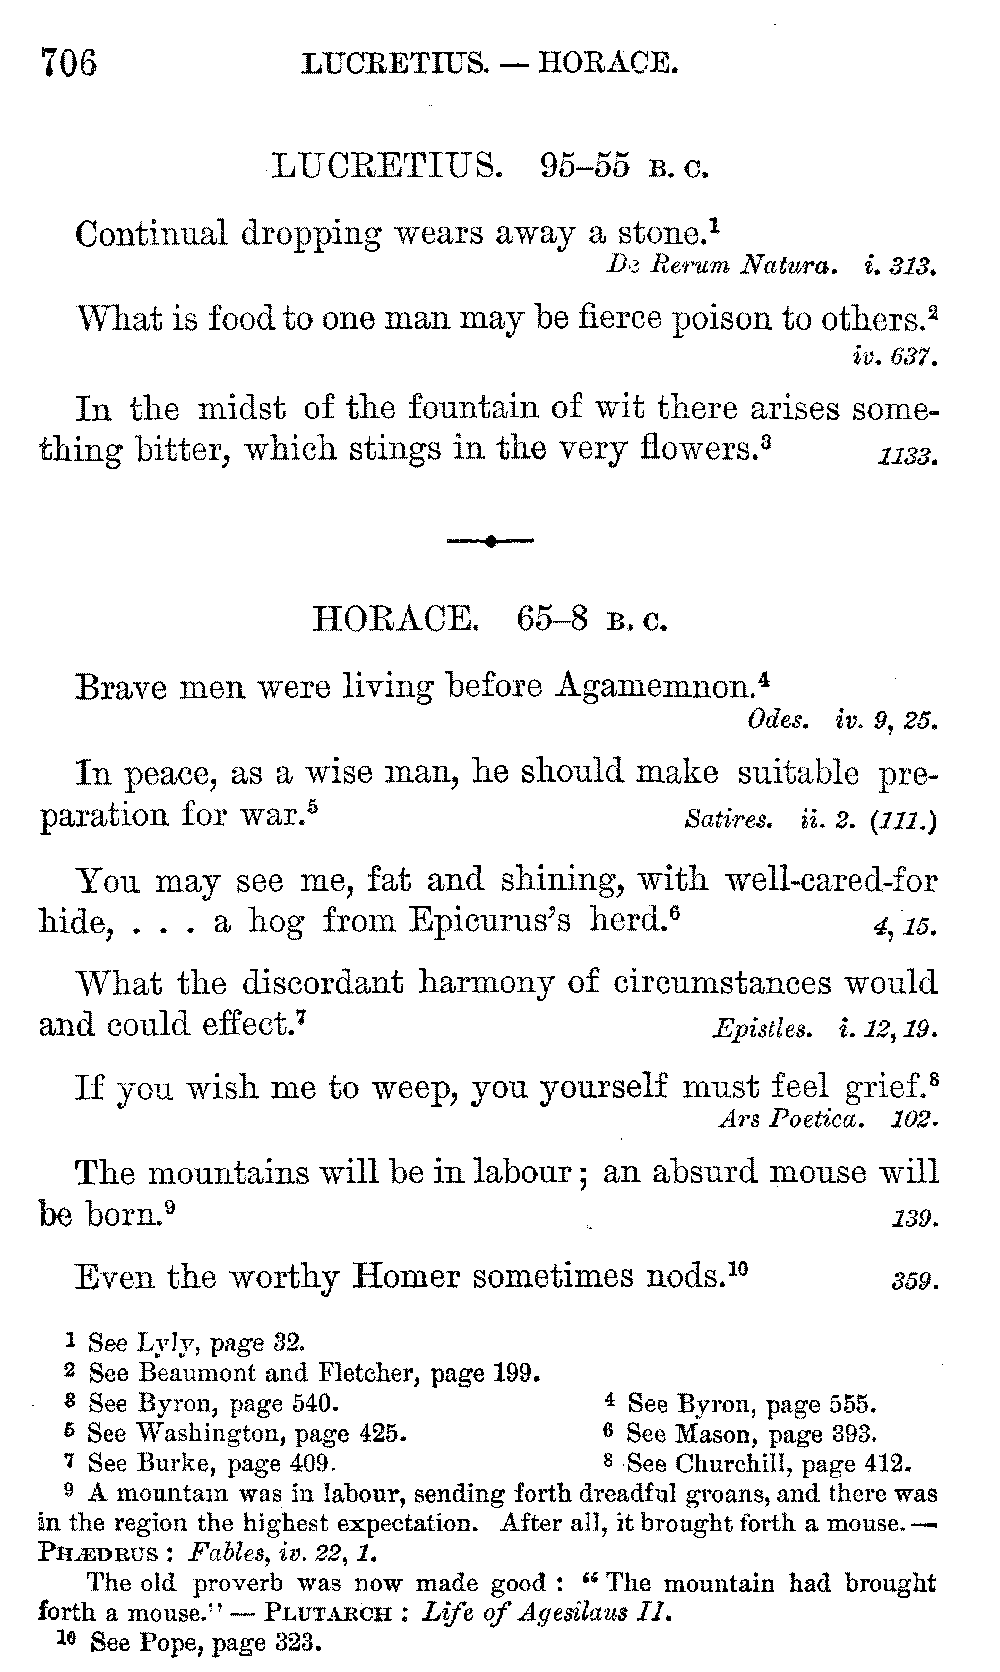 706 LUCRETIUS. — HORACE.
LUCRETIUS. 95–55 B. C.
Continual dropping wears away a stone.¹
De Rerum Natura. i. 313.
What is food to one man may be fierce poison to others.²
iv. 637.
In the midst of the fountain of wit there arises some-
thing bitter, which stings in the very flowers.³ 1133.
HORACE. 65–8 B. C.
Brave men were living before Agamemnon.⁴
Odes. iv. 9, 25.
In peace, as a wise man, he should make suitable pre-
paration for war.⁵ Satires. ii. 2. (111.)
You may see me, fat and shining, with well-cared-for
hide, . . . a hog from Epicurus's herd.⁶ 4, 15.
What the discordant harmony of circumstances would
and could effect.⁷ Epistles. i. 12, 19.
If you wish me to weep, you yourself must feel grief.⁸
Ars Poetica. 102.
The mountains will be in labour; an absurd mouse will
be born.⁹ 139.
Even the worthy Homer sometimes nods.¹⁰ 359.
1 See Lyly, page 32.
2 See Beaumont and Fletcher, page 199.
3 See Byron, page 540. 4 See Byron, page 555.
5 See Washington, page 425. 6 See Mason, page 393.
7 See Burke, page 409. 8 See Churchill, page 412.
9 A mountain was in labour, sending forth dreadful groans, and there was
in the region the highest expectation. After all, it brought forth a mouse. —
PHÆDRUS: Fables, iv. 22, 1.
The old proverb was now made good: "The mountain had brought
forth a mouse." — PLUTARCH: Life of Agesilaus II.
10 See Pope, page 323.